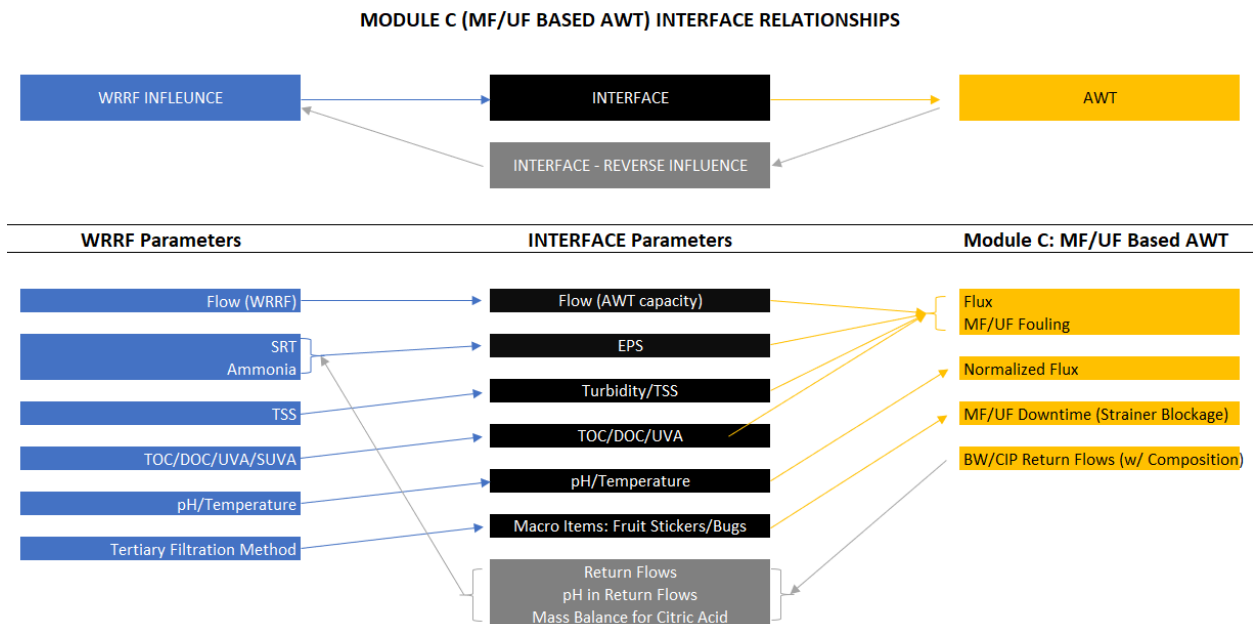 MODULE C (MF/UF BASED AWT) INTERFACE RELATIONSHIPS
WRRF INFLEUNCE
INTERFACE
AWT
INTERFACE - REVERSE INFLUENCE
WRRF Parameters
INTERFACE Parameters
Module C: MF/UF Based AWT
Flow (WRRF)
SRT
Ammonia
TSS
TOC/DOC/UVA/SUVA
pH/Temperature
Tertiary Filtration Method
Flow (AWT capacity)
EPS
Turbidity/TSS
TOC/DOC/UVA
pH/Temperature
Macro Items: Fruit Stickers/Bugs
Return Flows
pH in Return Flows
Mass Balance for Citric Acid
Flux
MF/UF Fouling
Normalized Flux
MF/UF Downtime (Strainer Blockage)
BW/CIP Return Flows (w/ Composition)